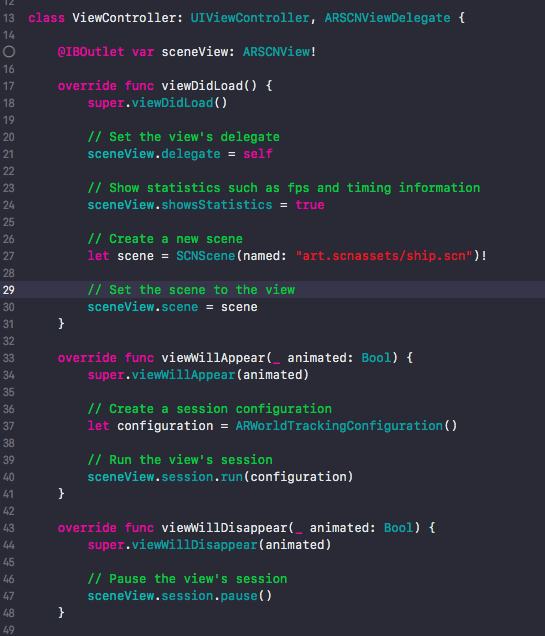 12
13 class ViewController: UIViewController, ARSCNViewDelegate {
14
@IBOutlet var sceneView: ARSCNView!
16
17 override func viewDidLoad() {
18 super.viewDidLoad()
19
20 // Set the view's delegate
21 sceneView.delegate = self
22
23 // Show statistics such as fps and timing information
24 sceneView.showsStatistics = true
25
26 // Create a new scene
27 let scene = SCNScene(named: "art.scnassets/ship.scn")!
28
29 // Set the scene to the view
30 sceneView.scene = scene
31 }
32
33 override func viewWillAppear(_ animated: Bool) {
34 super.viewWillAppear(animated)
35
36 // Create a session configuration
37 let configuration = ARWorldTrackingConfiguration()
38
39 // Run the view's session
40 sceneView.session.run(configuration)
41 }
42
43 override func viewWillDisappear(_ animated: Bool) {
44 super.viewWillDisappear(animated)
45
46 // Pause the view's session
47 sceneView.session.pause()
48 }
49